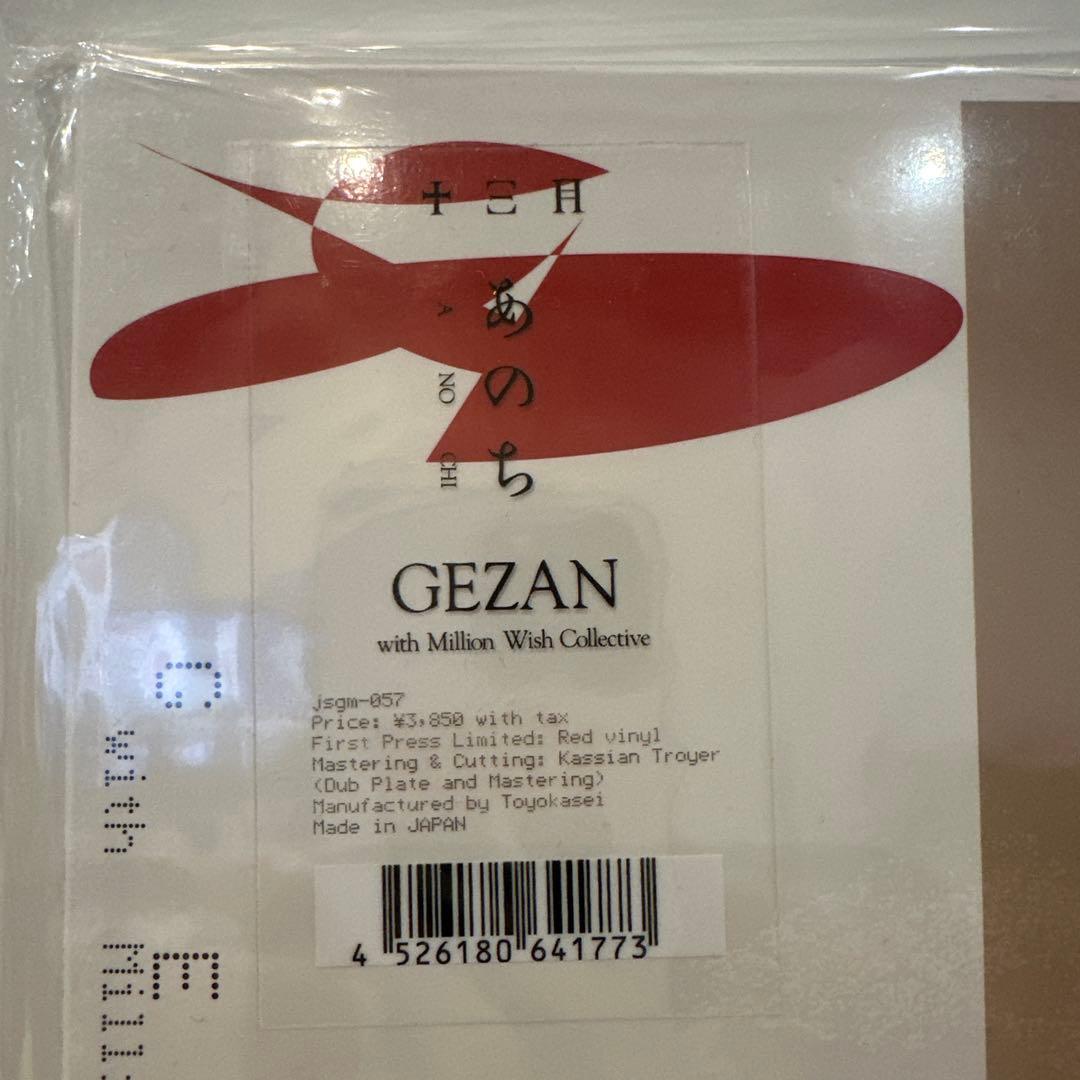 十三月
あのち
A NO CHI
GEZAN
with Million Wish Collective
jsgm-057
Price: ¥3,850 with tax
First Press Limited: Red vinyl
Mastering & Cutting: Kassian Troyer
(Dub Plate and Mastering)
Manufactured by Toyokasei
Made in JAPAN
4 526180 641773
G E
with